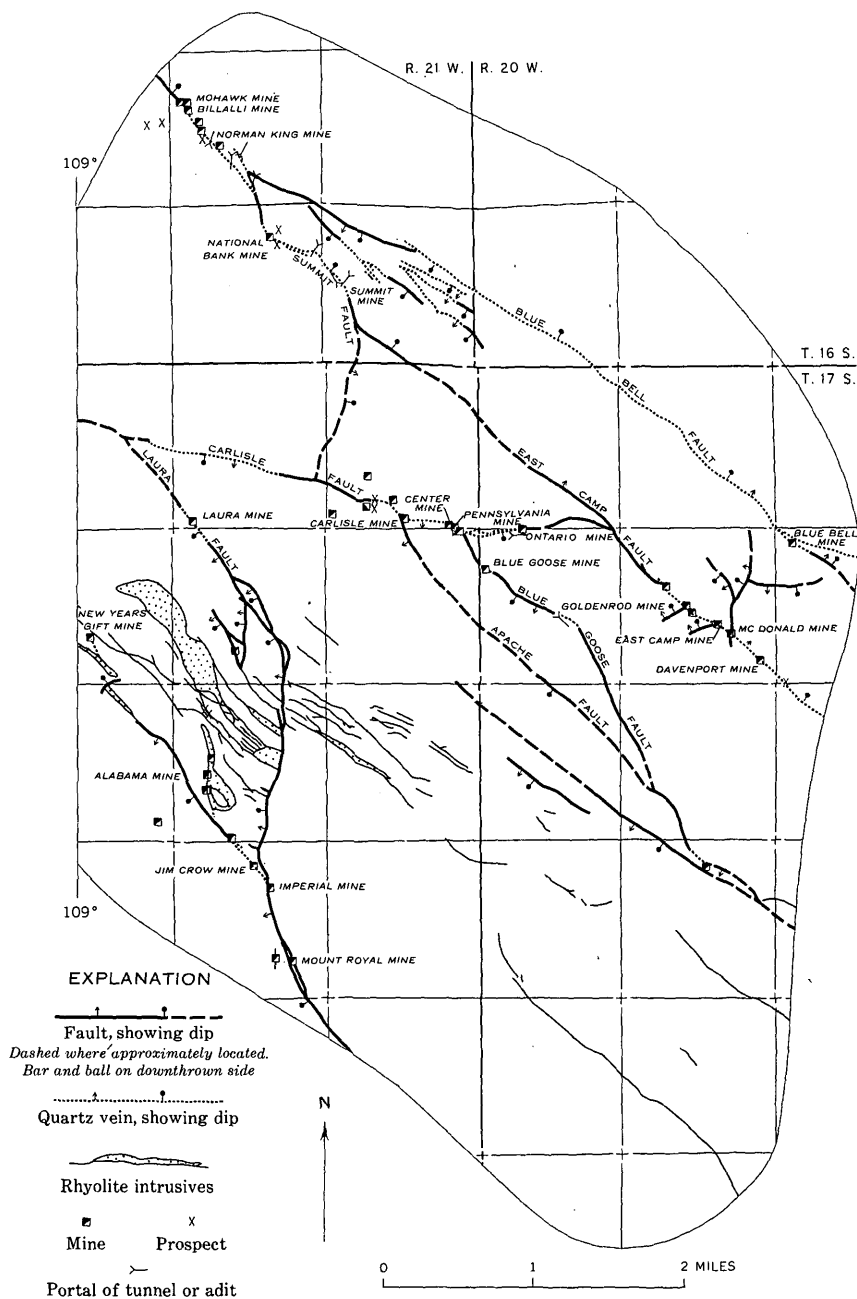 R. 21 W. R. 20 W.
MOHAWK MINE
BILLALLI MINE
NORMAN KING MINE
109°
NATIONAL
BANK MINE
SUMMIT
SUMMIT MINE
FAULT
BLUE
BELL
FAULT
T. 16 S.
T. 17 S.
CARLISLE
FAULT
LAURA
FAULT
LAURA MINE
EAST
CAMP
FAULT
CENTER
MINE
PENNSYLVANIA
MINE
CARLISLE MINE
ONTARIO MINE
BLUE BELL
MINE
BLUE GOOSE MINE
BLUE
GOOSE
FAULT
GOLDENROD MINE
NEW YEARS
GIFT MINE
APACHE
FAULT
EAST CAMP MINE
MC DONALD MINE
DAVENPORT MINE
ALABAMA MINE
JIM CROW MINE
IMPERIAL MINE
109°
MOUNT ROYAL MINE
EXPLANATION
Fault, showing dip
Dashed where approximately located.
Bar and ball on downthrown side
Quartz vein, showing dip
Rhyolite intrusives
Mine
X
Prospect
Portal of tunnel or adit
N
0 1 2 MILES